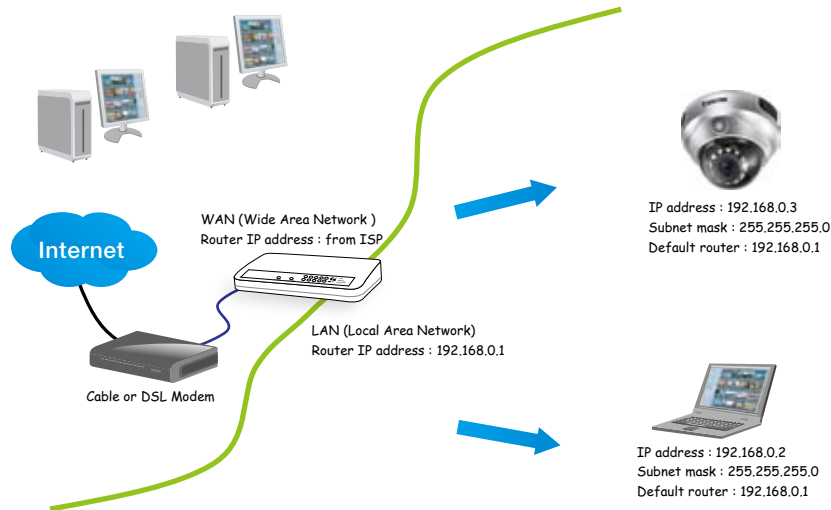 WAN (Wide Area Network )
Router IP address : from ISP
Internet
LAN (Local Area Network)
Router IP address : 192.168.0.1
Cable or DSL Modem
IP address : 192.168.0.3
Subnet mask : 255.255.255.0
Default router : 192.168.0.1
IP address : 192.168.0.2
Subnet mask : 255.255.255.0
Default router : 192.168.0.1